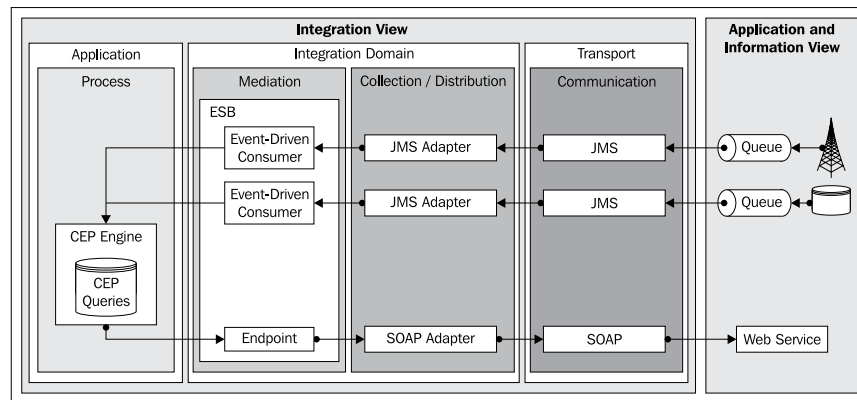 Integration View
Application and
Information View
Application
Integration Domain
Transport
Process
Mediation
Collection / Distribution
Communication
ESB
Event-Driven
Consumer
JMS Adapter
JMS
Queue
Event-Driven
Consumer
JMS Adapter
JMS
Queue
CEP Engine
CEP
Queries
Endpoint
SOAP Adapter
SOAP
Web Service